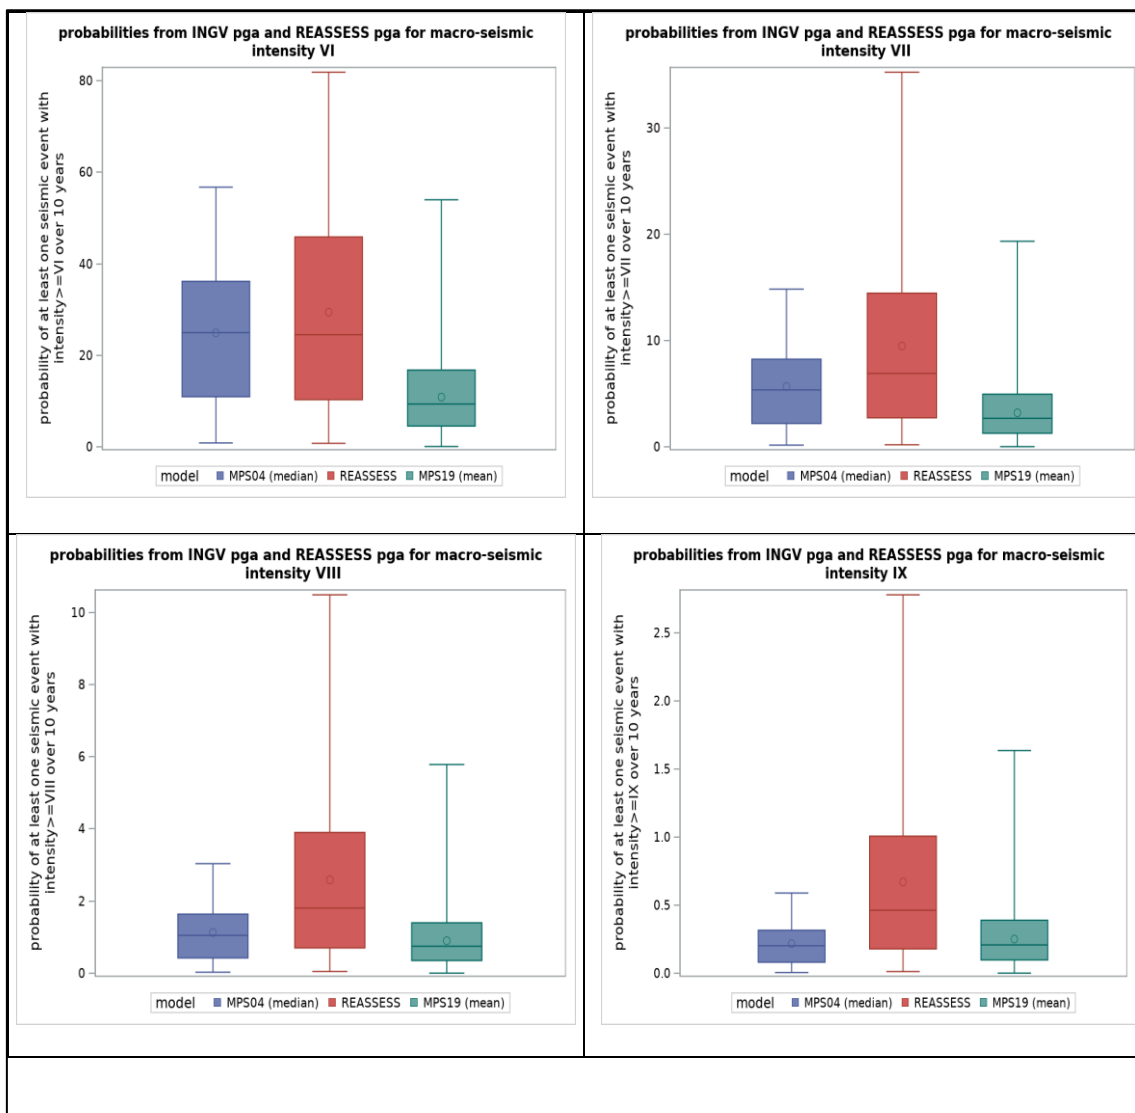 probabilities from INGV pga and REASSESS pga for macro-seismic
intensity VI
probability of at least one seismic event with
intensity>=VI over 10 years
80
60
40
20
0
model MPS04 (median) REASSESS MPS19 (mean)
probabilities from INGV pga and REASSESS pga for macro-seismic
intensity VII
probability of at least one seismic event with
intensity>=VII over 10 years
30
20
10
0
model MPS04 (median) REASSESS MPS19 (mean)
probabilities from INGV pga and REASSESS pga for macro-seismic
intensity VIII
probability of at least one seismic event with
intensity>=VIII over 10 years
10
8
6
4
2
0
model MPS04 (median) REASSESS MPS19 (mean)
probabilities from INGV pga and REASSESS pga for macro-seismic
intensity IX
probability of at least one seismic event with
intensity>=IX over 10 years
2.5
2.0
1.5
1.0
0.5
0.0
model MPS04 (median) REASSESS MPS19 (mean)